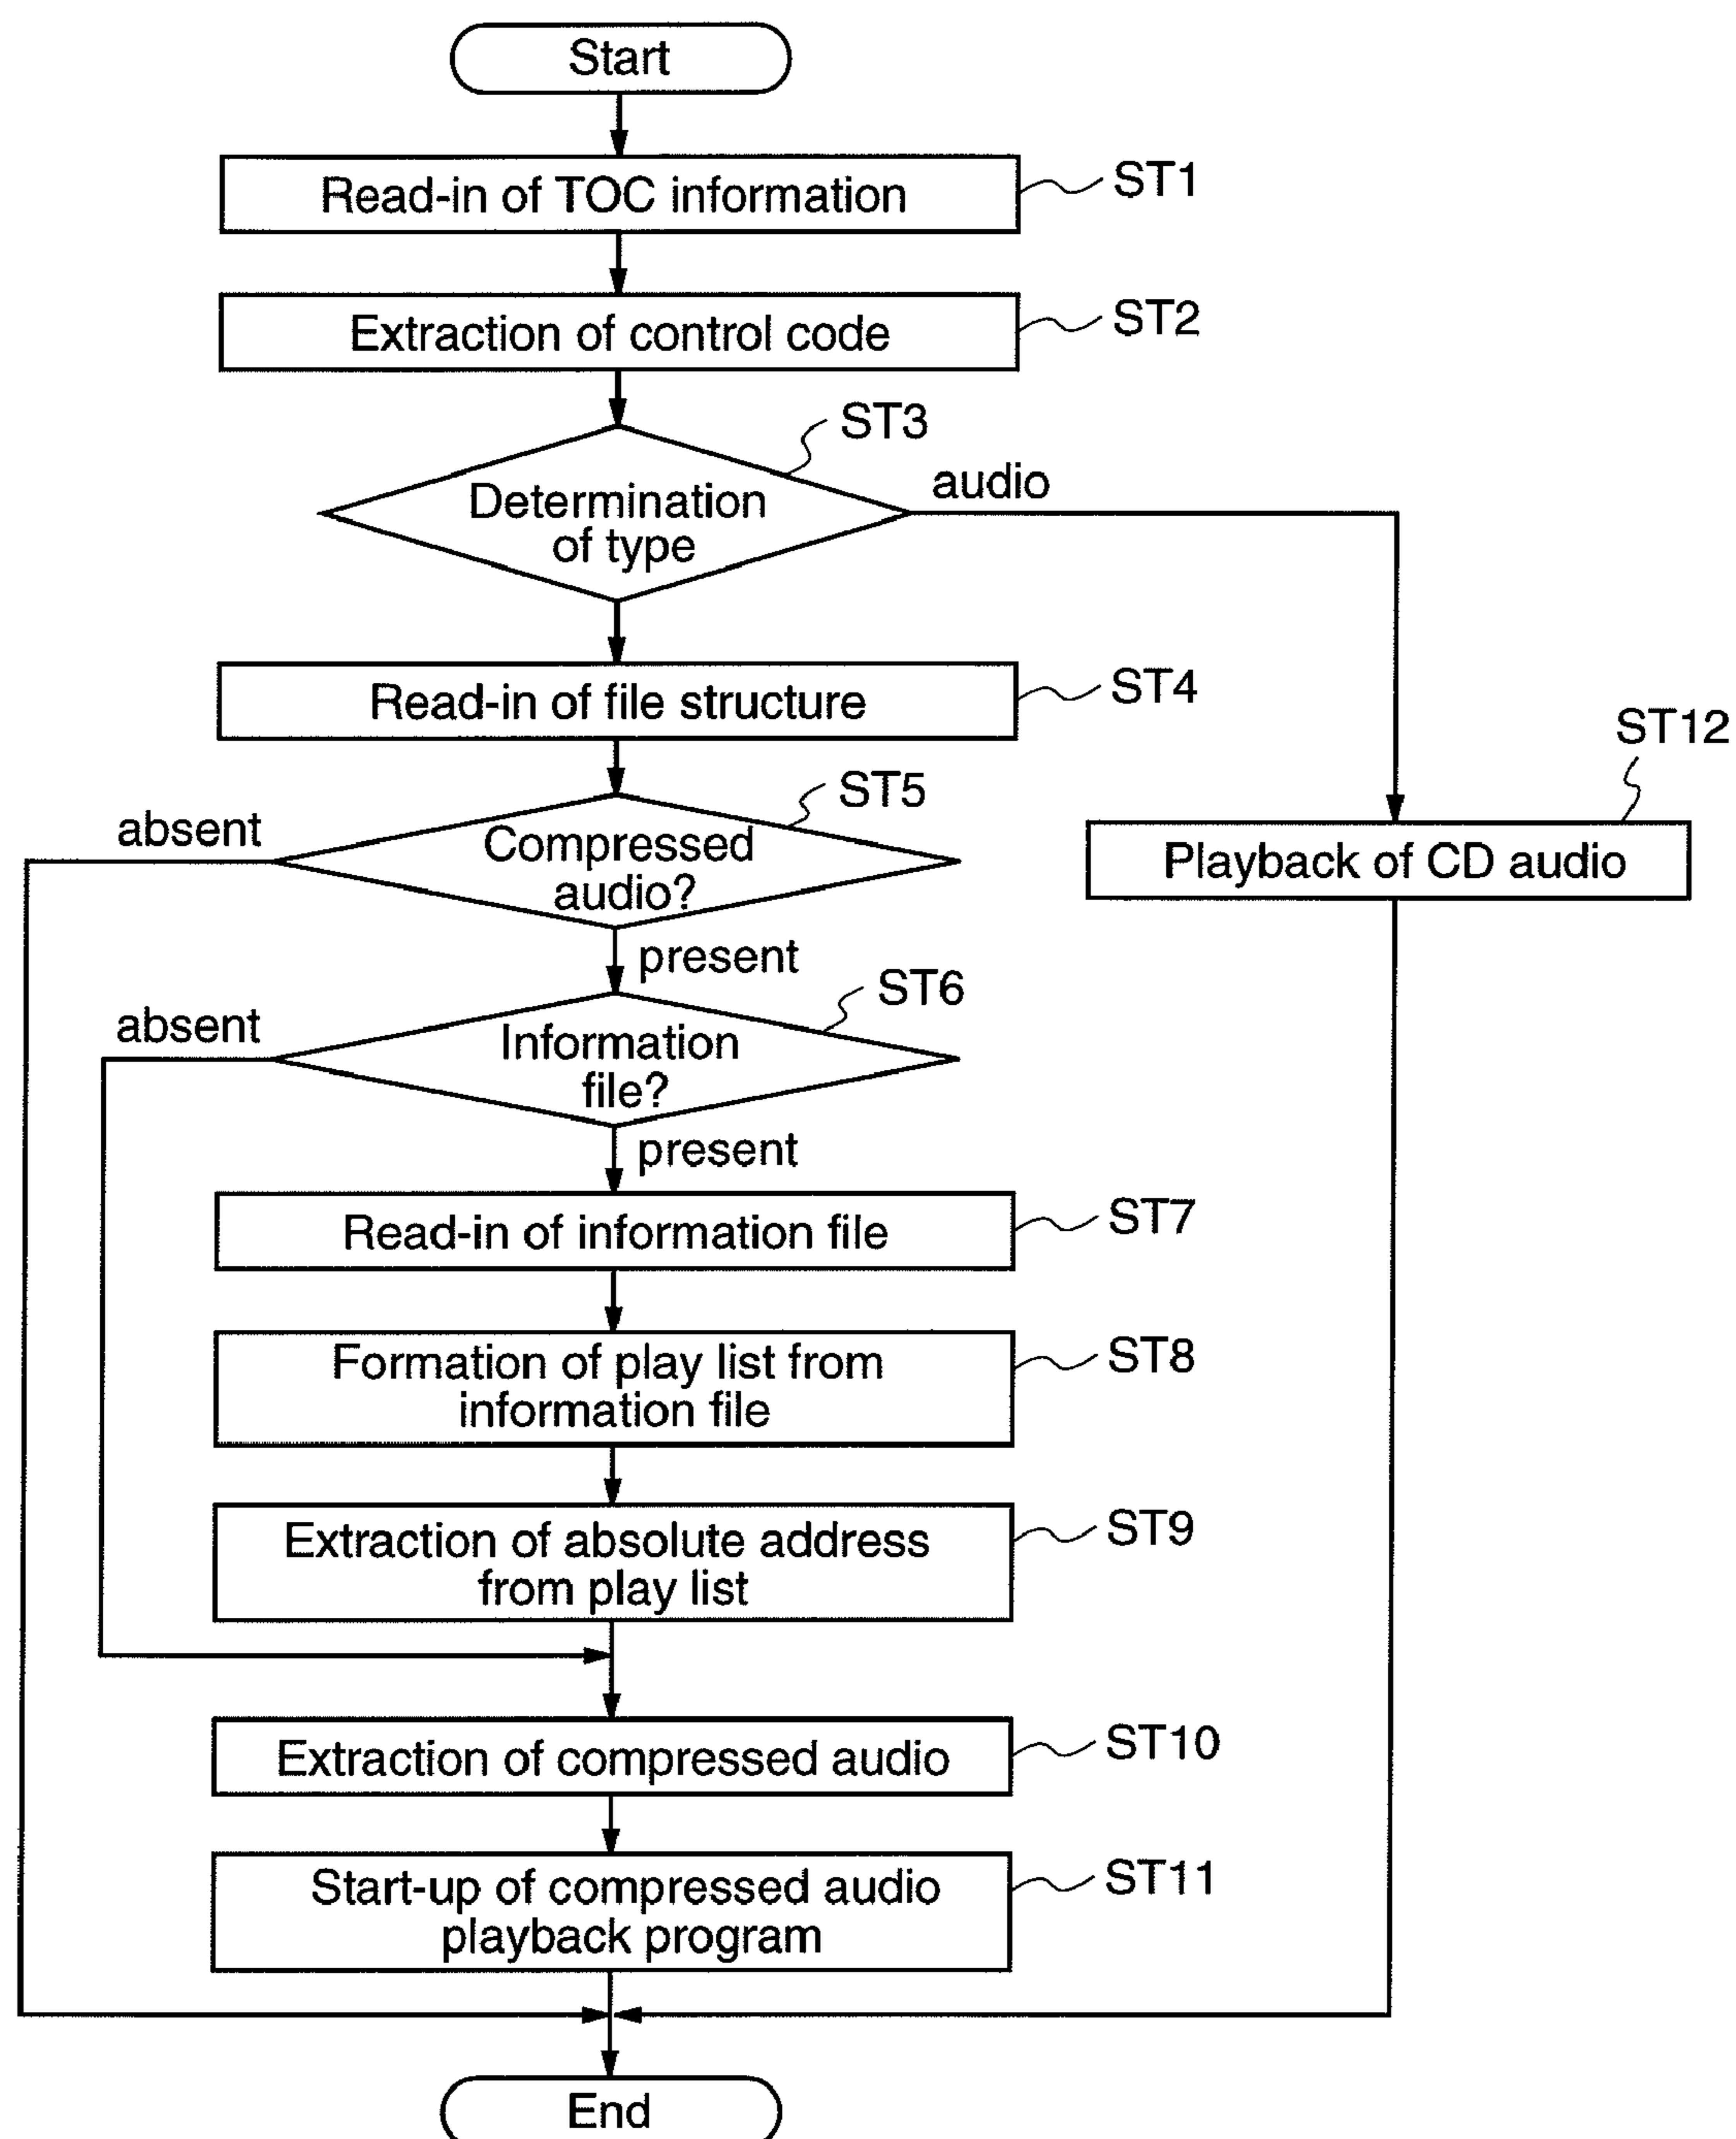 Start
Read-in of TOC information
ST1
Extraction of control code
ST2
ST3
Determination
of type
audio
Read-in of file structure
ST4
ST12
Playback of CD audio
ST5
absent
Compressed
audio?
present
ST6
absent
Information
file?
present
Read-in of information file
ST7
Formation of play list from
information file
ST8
Extraction of absolute address
from play list
ST9
Extraction of compressed audio
ST10
Start-up of compressed audio
playback program
ST11
End